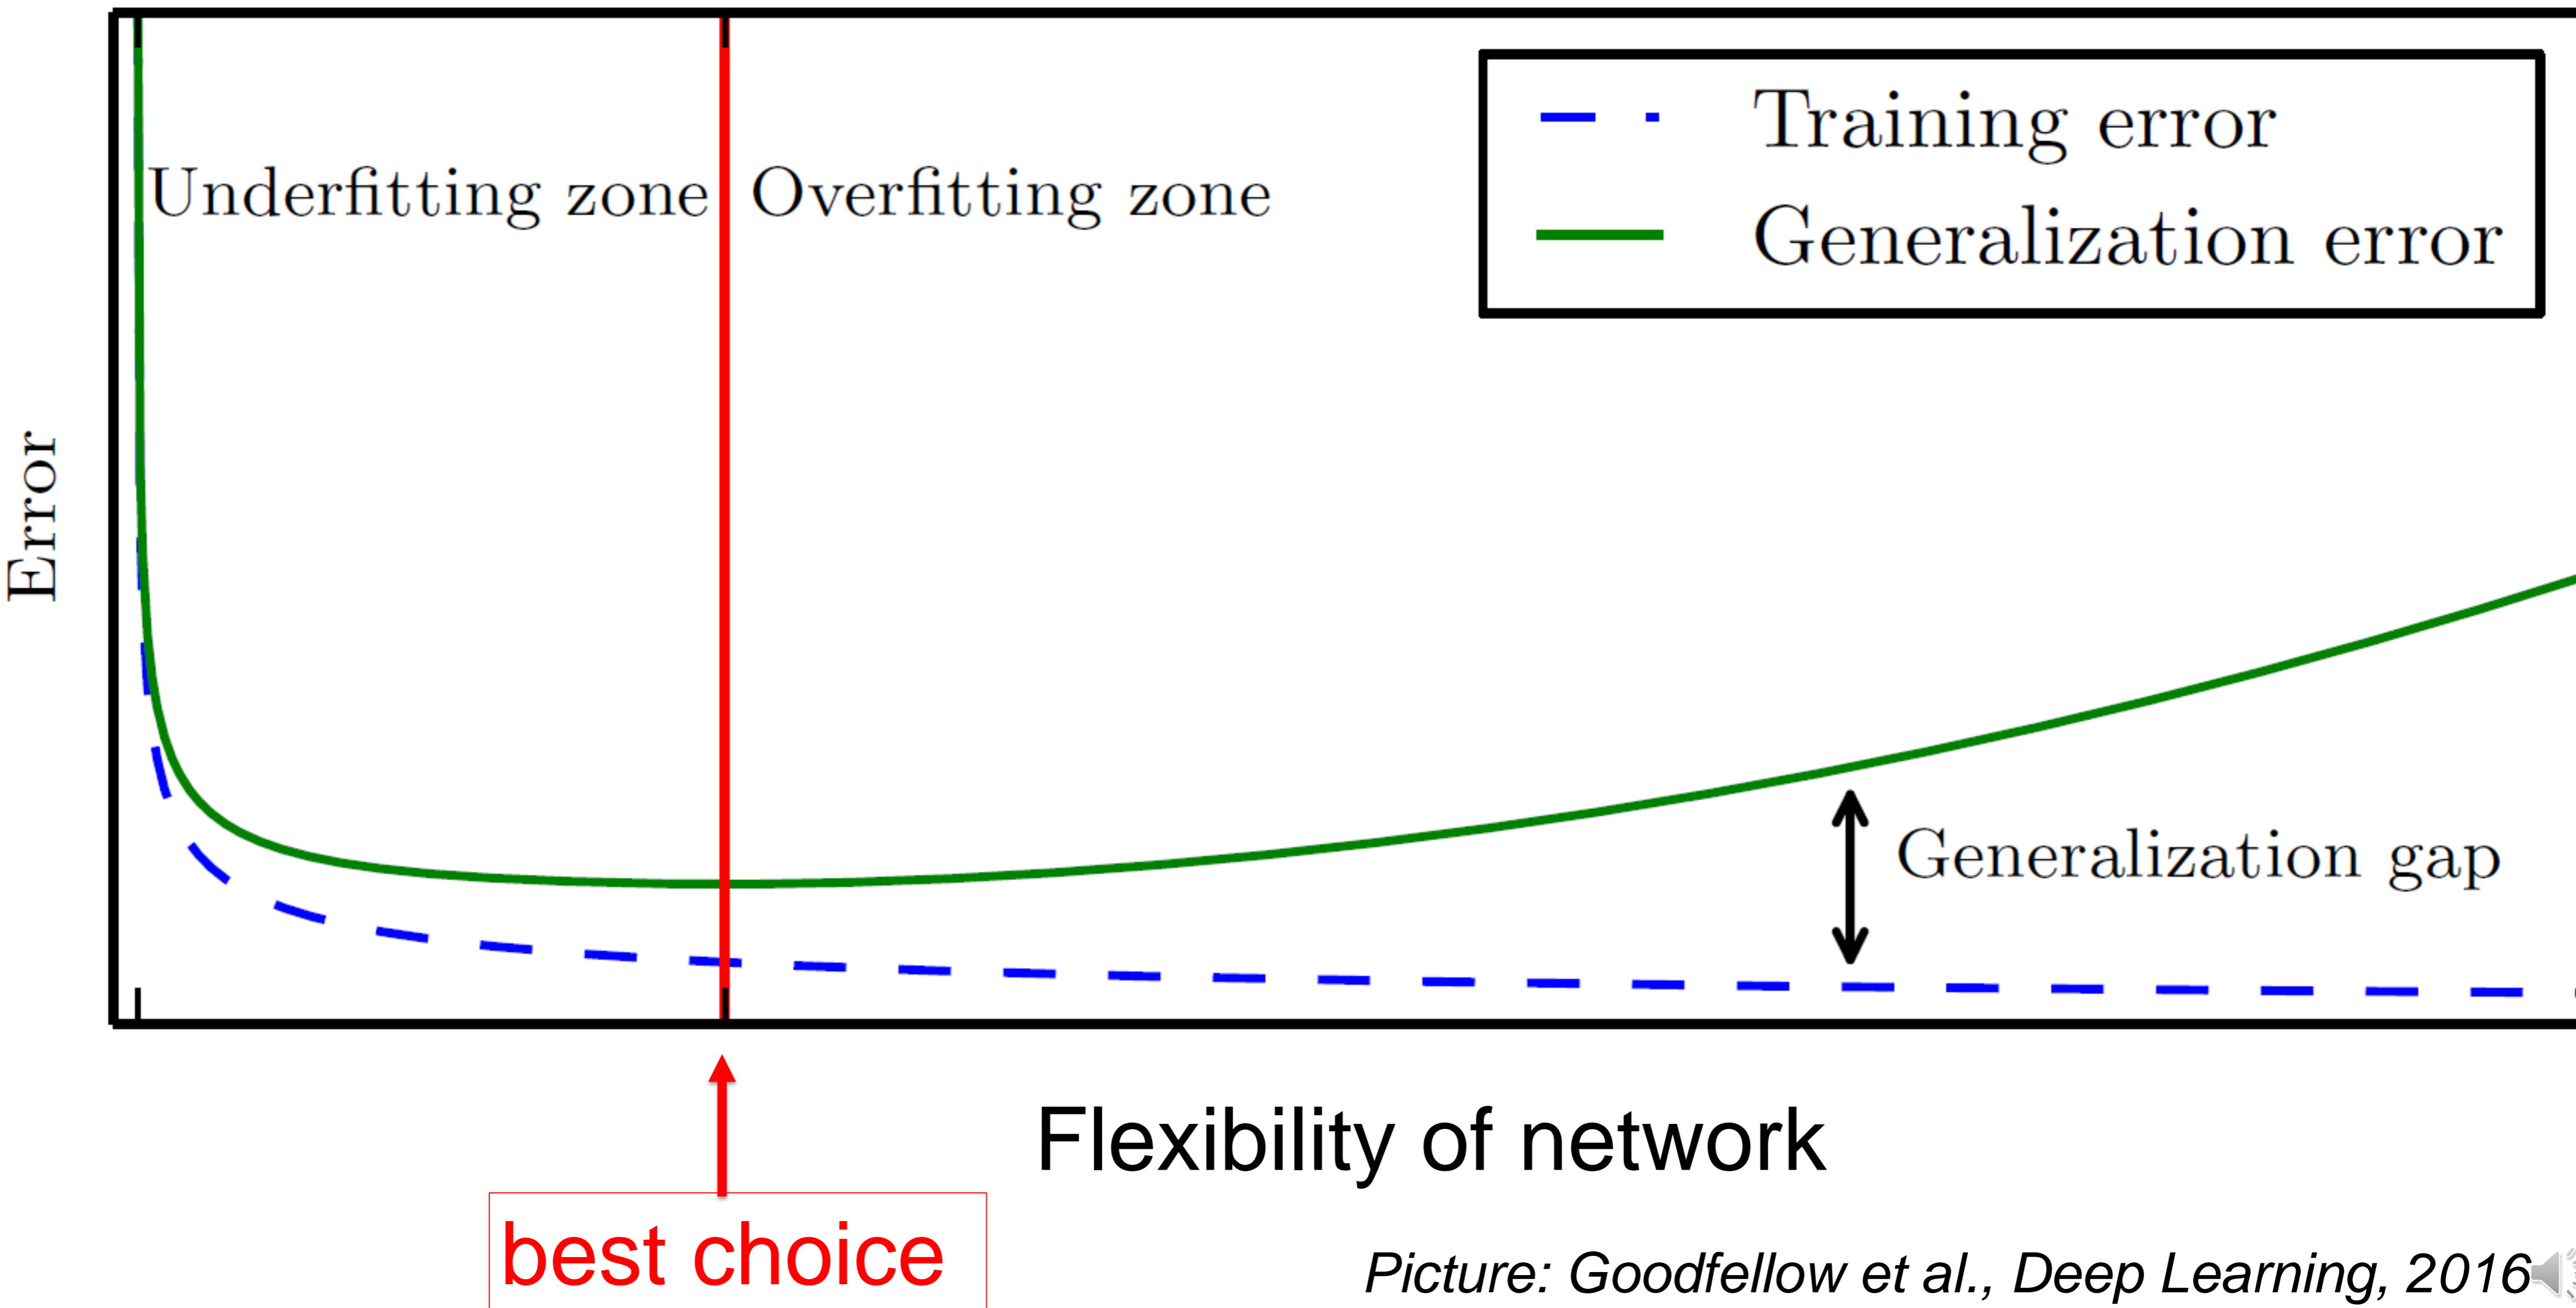 Training error
Generalization error
Underfitting zone
Overfitting zone
Error
Generalization gap
Flexibility of network
best choice
Picture: Goodfellow et al., Deep Learning, 2016